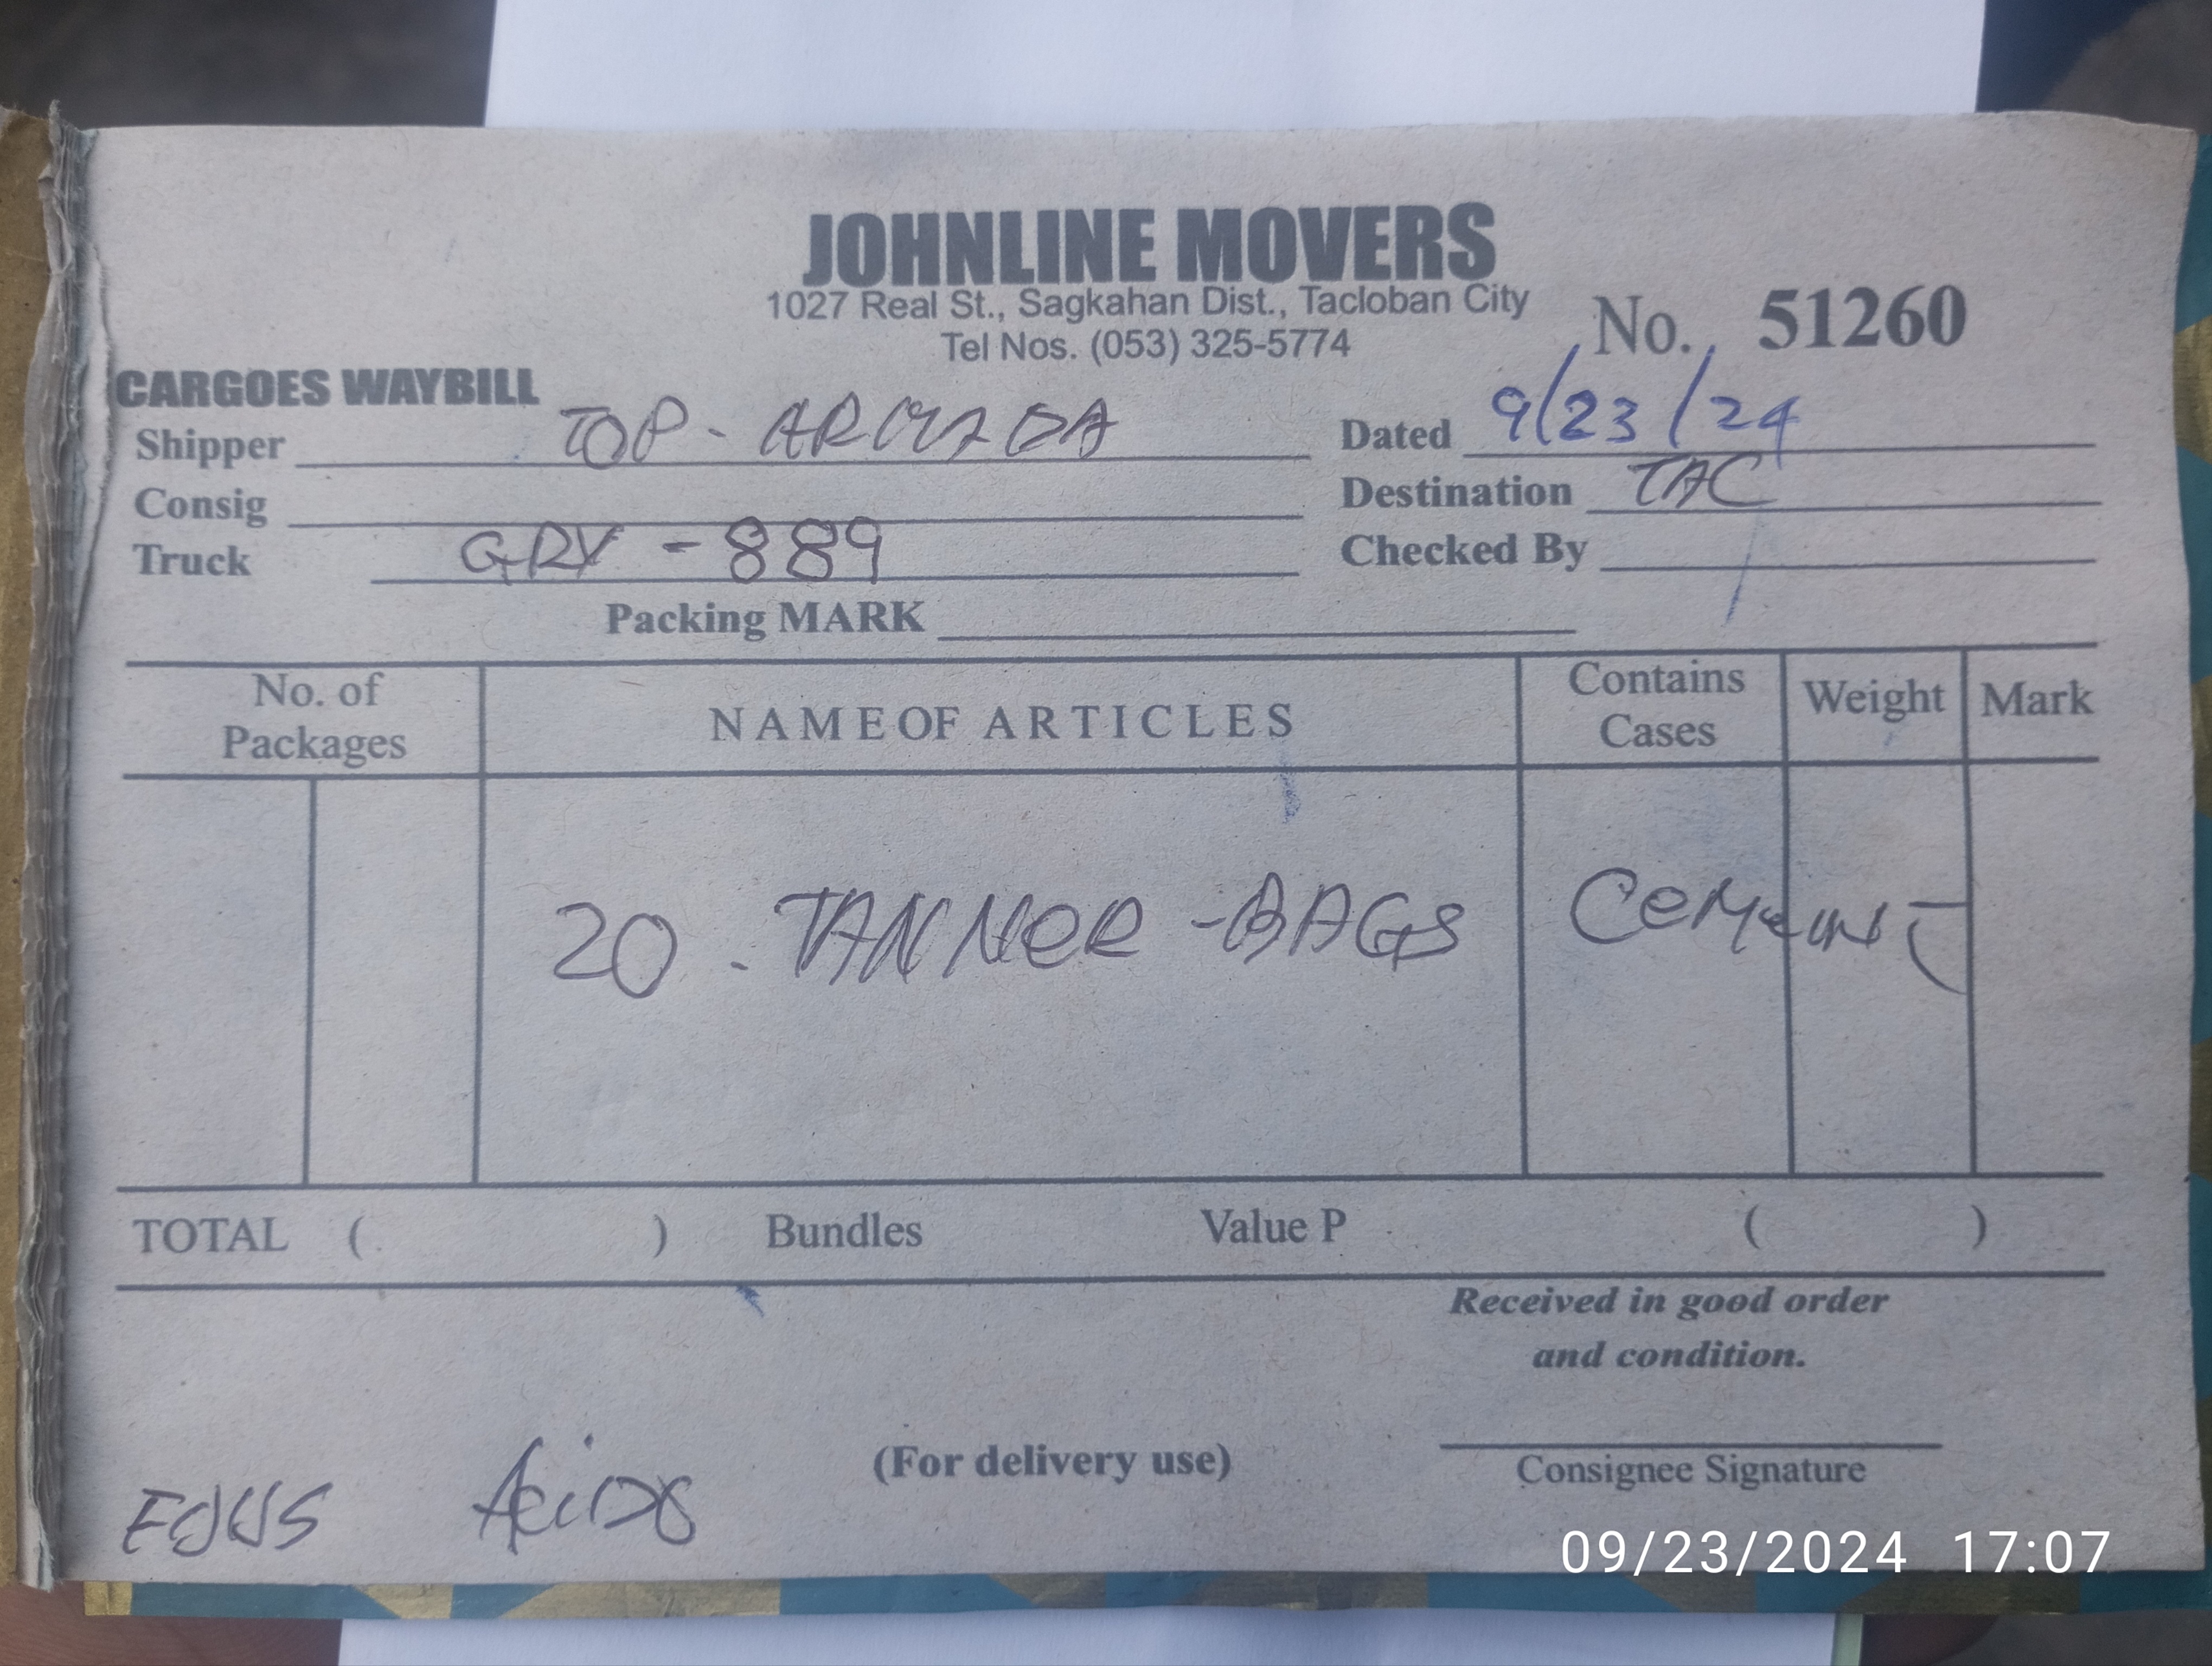 JOHNLINE MOVERS
1027 Real St., Sagkahan Dist., Tacloban City
Tel Nos. (053) 325-5774
No. 51260
CARGOES WAYBILL
Shipper TOP - ARMADA
Dated 9/23/24
Consig
Destination TAC
Truck GRY - 889
Checked By
Packing MARK
No. of Packages NAME OF ARTICLES Contains Cases Weight Mark
20 - TANNER - BAGS CEMENT
TOTAL ( ) Bundles Value P ( )
Received in good order
and condition.
(For delivery use)
Consignee Signature
09/23/2024 17:07